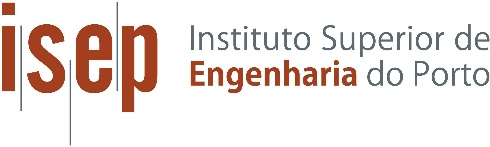 isep
Instituto Superior de
Engenharia do Porto